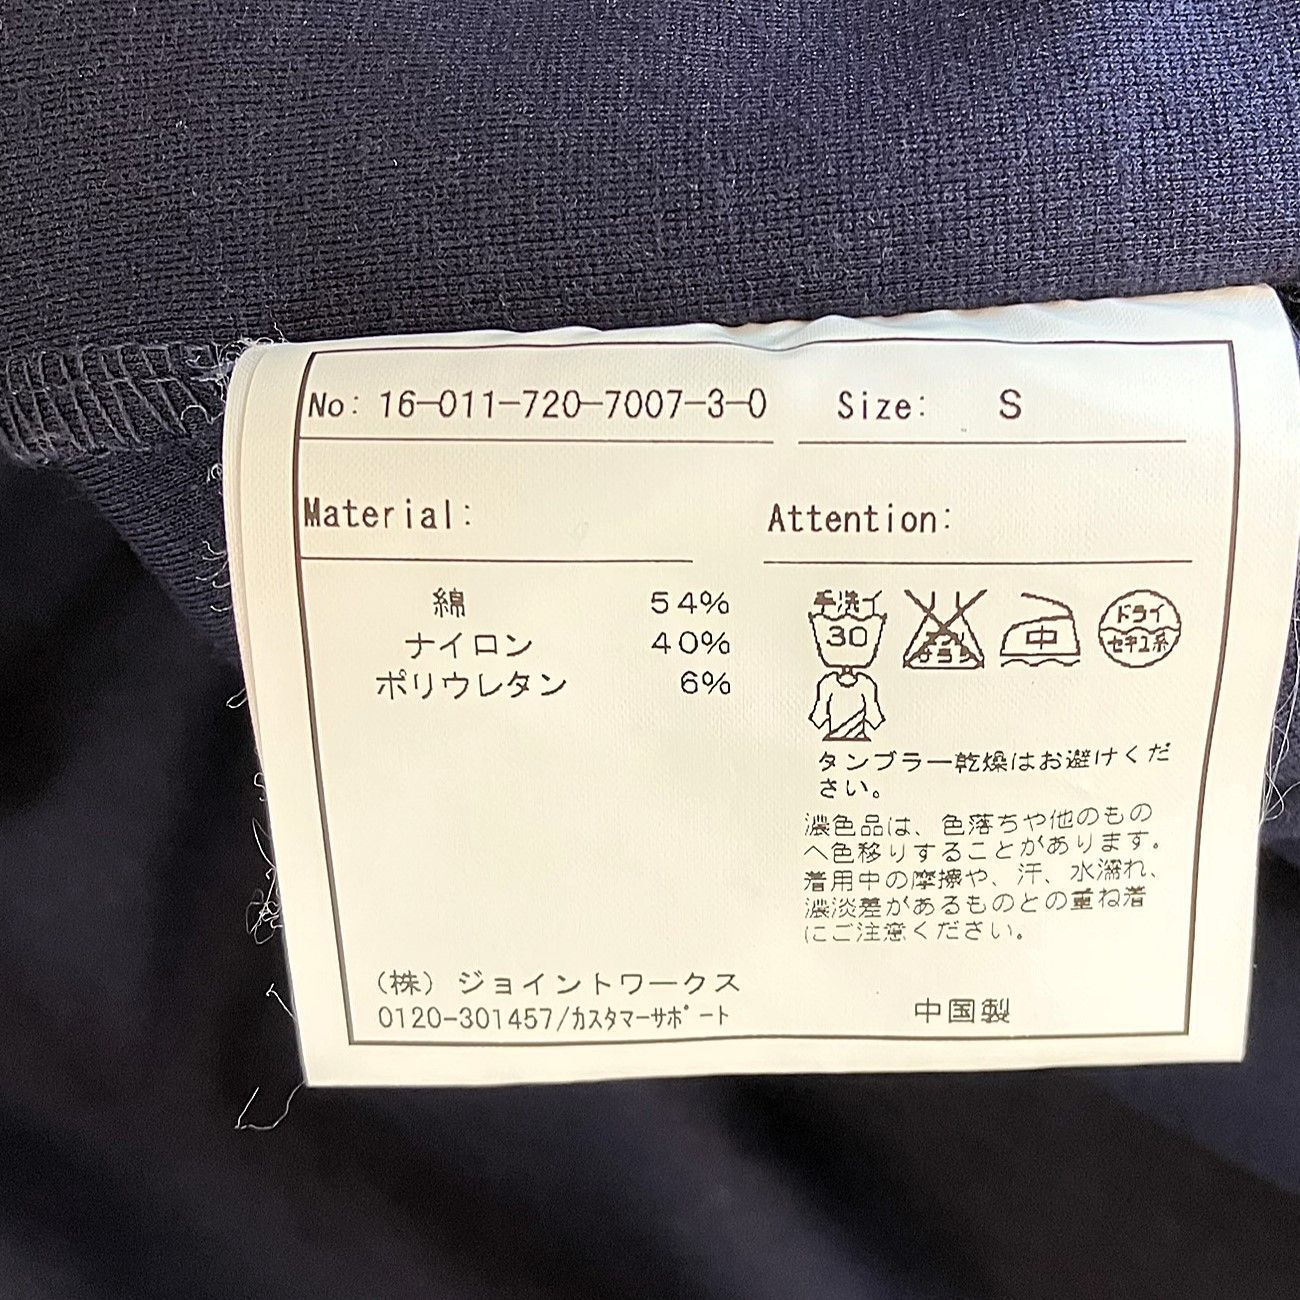 No: 16-011-720-7007-3-0 Size: S
Material:
Attention:
綿 54%
ナイロン 40%
ポリウレタン 6%
手洗イ
30
エンソ
サラシ
中
ドライ
セキユ系
タンブラー乾燥はお避けくだ
さい。
濃色品は、色落ちや他のもの
へ色移りすることがあります。
着用中の摩擦や、汗、水濡れ、
濃淡差があるものとの重ね着
にご注意ください。
(株) ジョイントワークス
0120-301457/カスタマーサポート
中国製